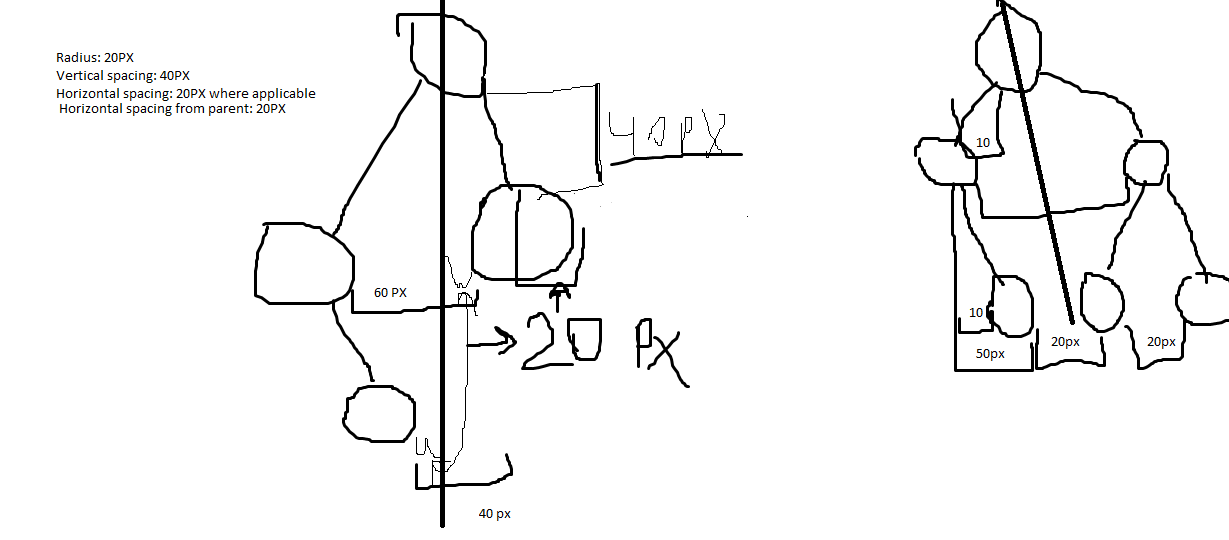 Radius: 20PX
Vertical spacing: 40PX
Horizontal spacing: 20PX where applicable
Horizontal spacing from parent: 20PX
40PX
10
60 PX
20 PX
10
50px
20px
20px
40 px